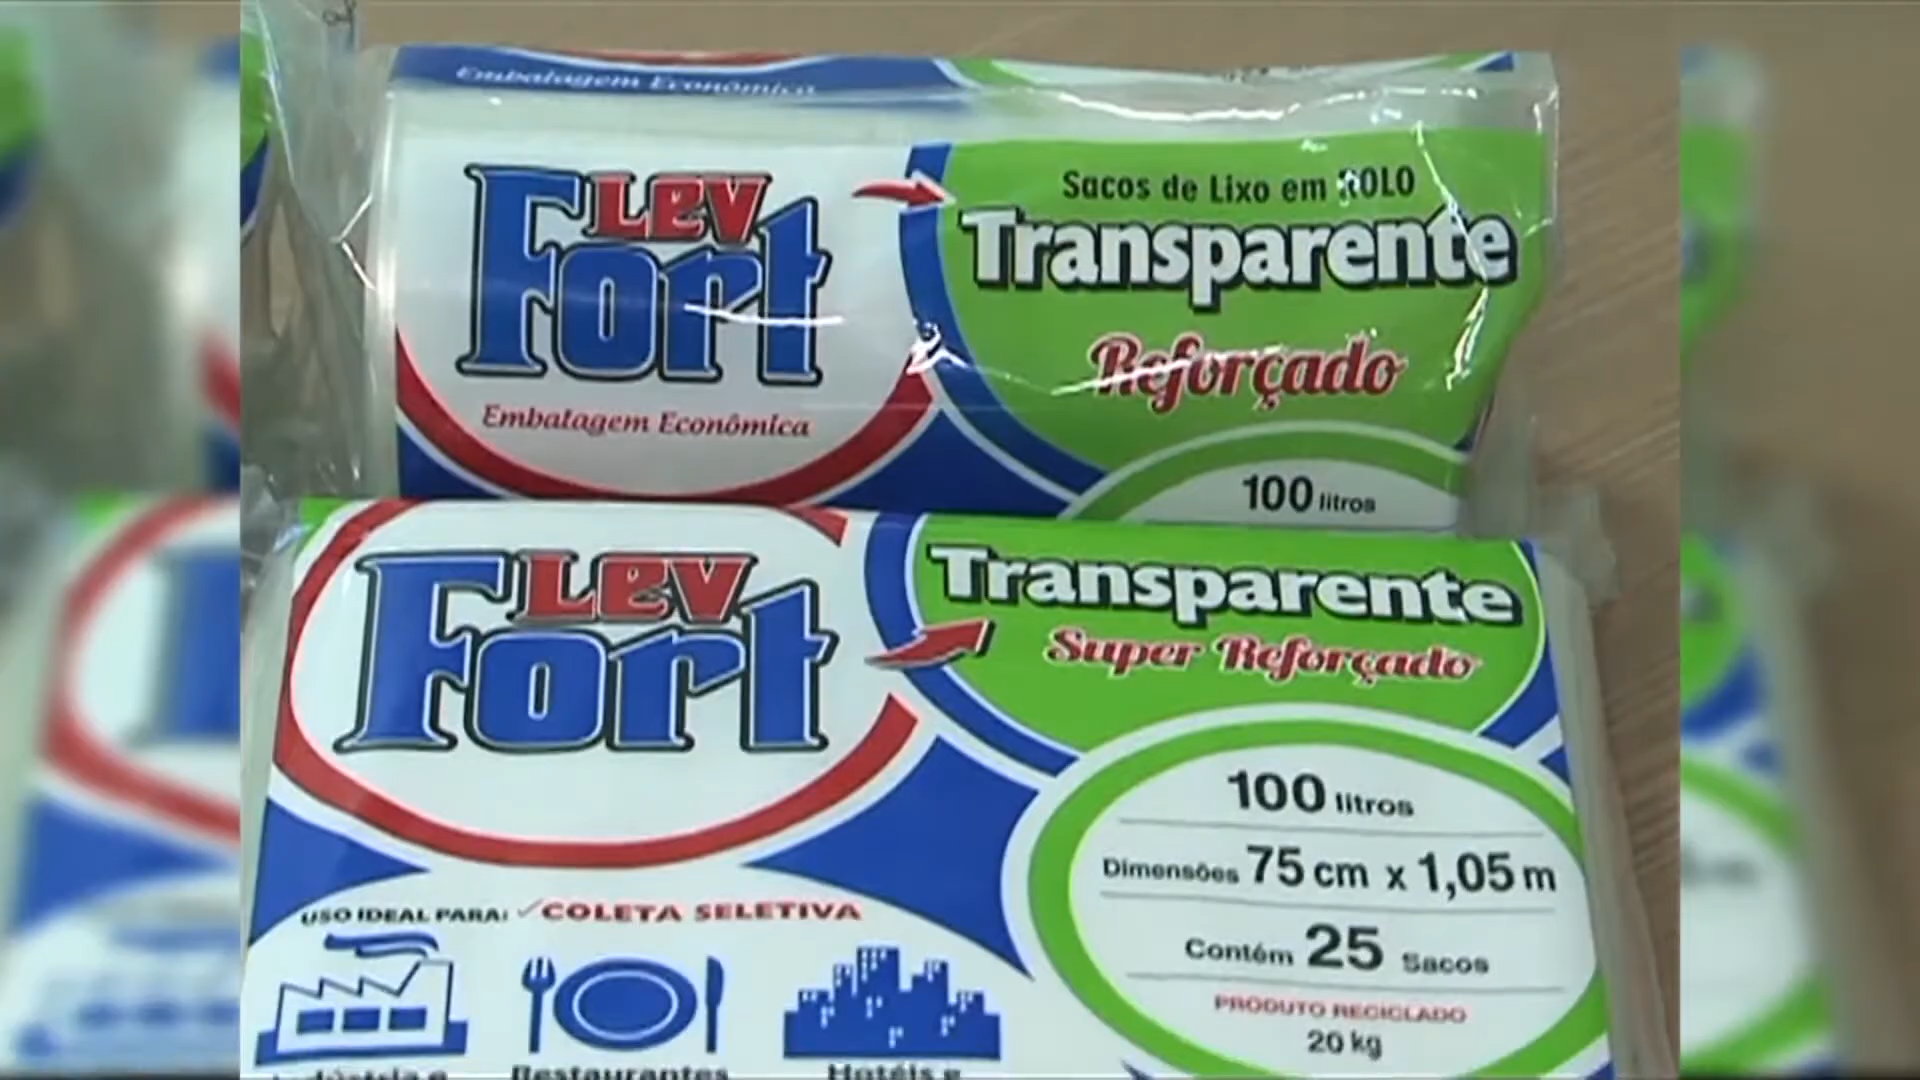 Embalagem Econômica
Lev
Fort
Embalagem Econômica
Sacos de Lixo em ROLO
Transparente
Reforçado
100 litros
Lev
Fort
Transparente
Super Reforçado
100 litros
Dimensões 75 cm x 1,05 m
Contém 25 Sacos
PRODUTO RECICLADO
20 kg
USO IDEAL PARA: ✓COLETA SELETIVA
Indústria e
Restaurantes
Hotéis e